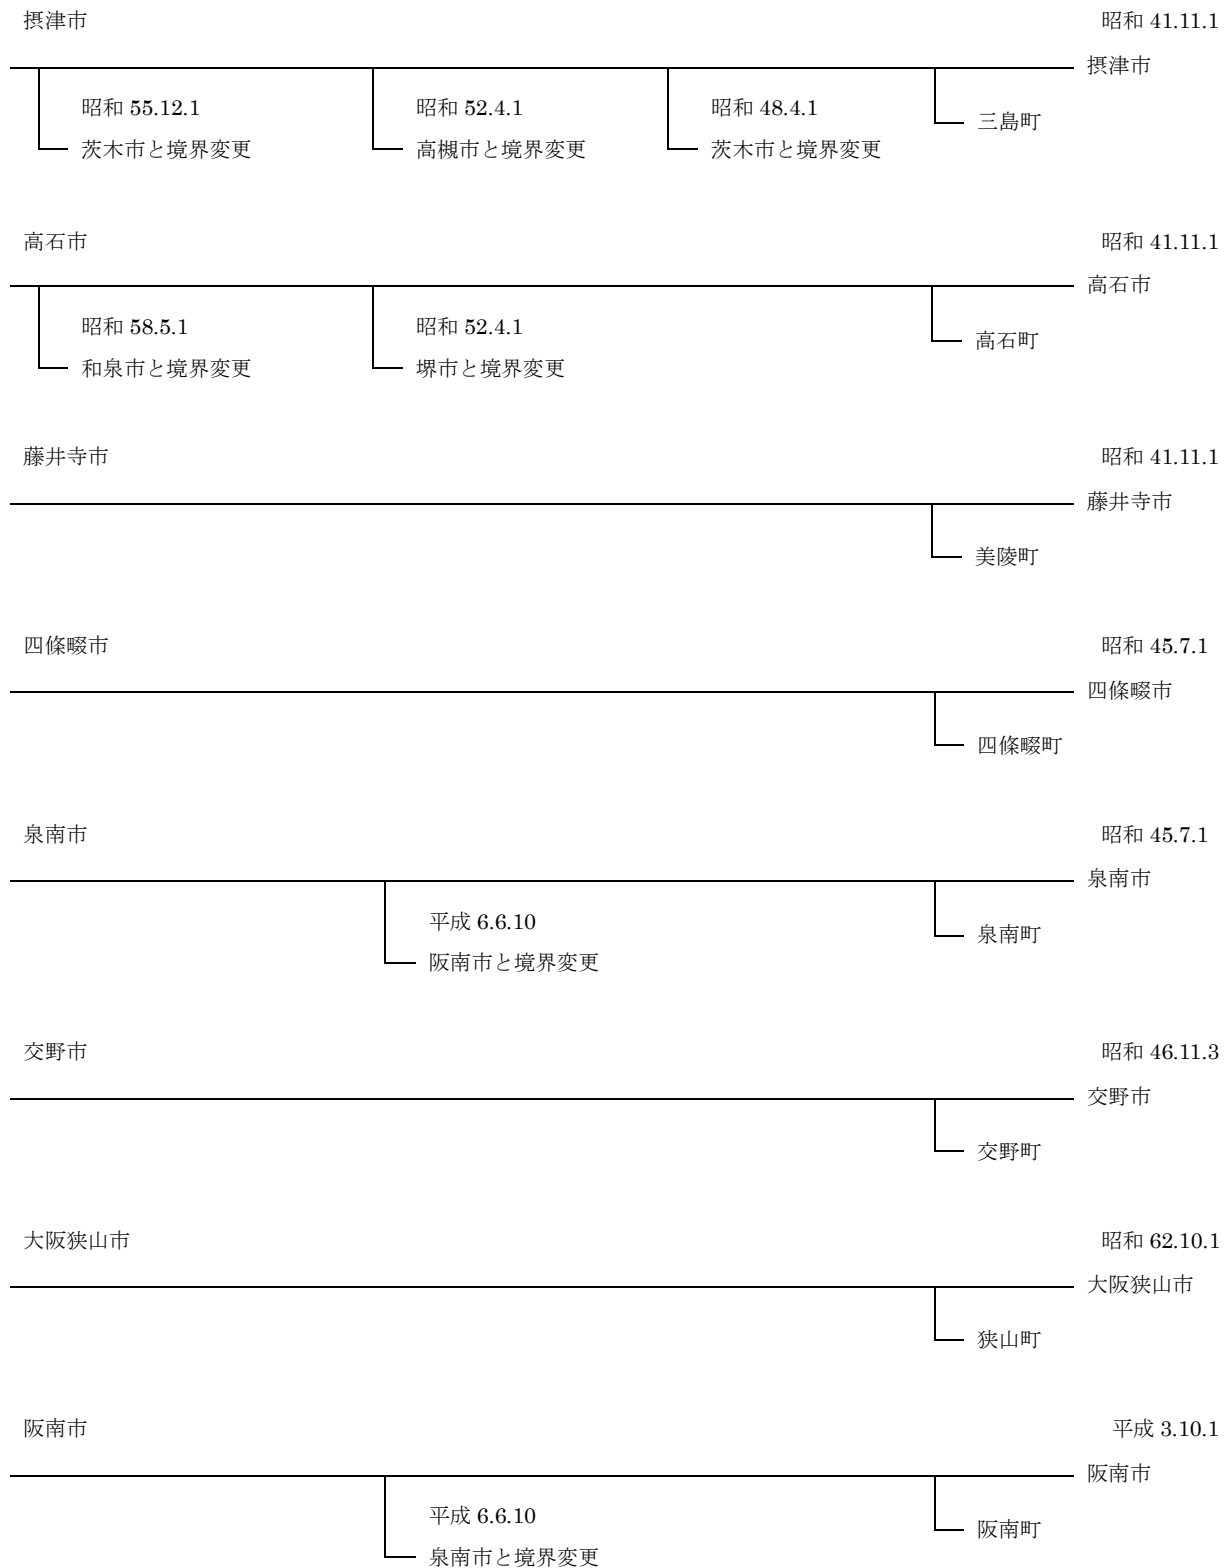 摂津市
昭和 41.11.1
摂津市
昭和 55.12.1
昭和 52.4.1
昭和 48.4.1
三島町
茨木市と境界変更
高槻市と境界変更
茨木市と境界変更
高石市
昭和 41.11.1
高石市
昭和 58.5.1
昭和 52.4.1
高石町
和泉市と境界変更
堺市と境界変更
藤井寺市
昭和 41.11.1
藤井寺市
美陵町
四條畷市
昭和 45.7.1
四條畷市
四條畷町
泉南市
昭和 45.7.1
泉南市
平成 6.6.10
泉南町
阪南市と境界変更
交野市
昭和 46.11.3
交野市
交野町
大阪狭山市
昭和 62.10.1
大阪狭山市
狭山町
阪南市
平成 3.10.1
阪南市
平成 6.6.10
阪南町
泉南市と境界変更